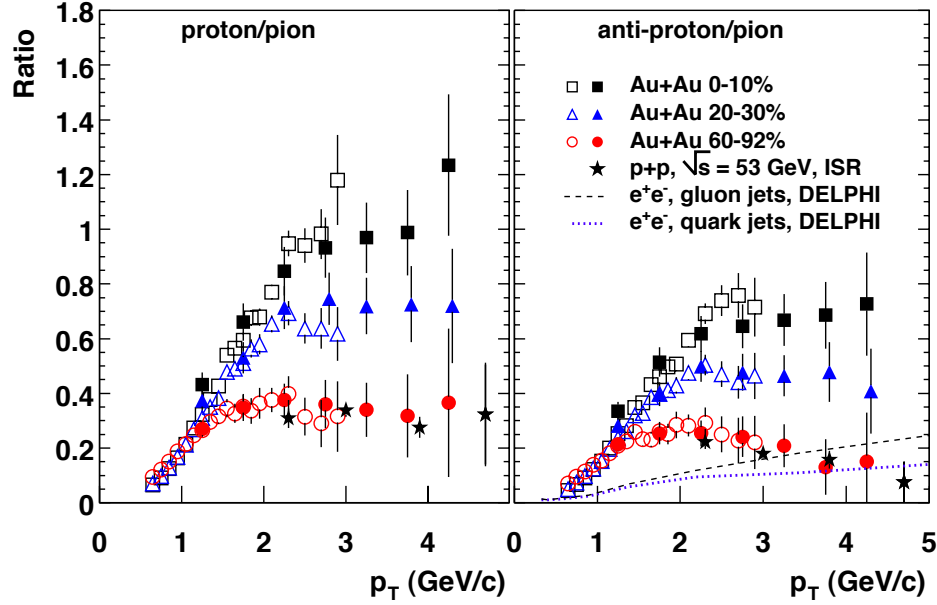 Ratio
1.8
1.6
1.4
1.2
1
0.8
0.6
0.4
0.2
0
proton/pion
anti-proton/pion
Au+Au 0-10%
Au+Au 20-30%
Au+Au 60-92%
p+p, √s = 53 GeV, ISR
e⁺e⁻, gluon jets, DELPHI
e⁺e⁻, quark jets, DELPHI
0 1 2 3 4 0 1 2 3 4 5
p_T (GeV/c) p_T (GeV/c)